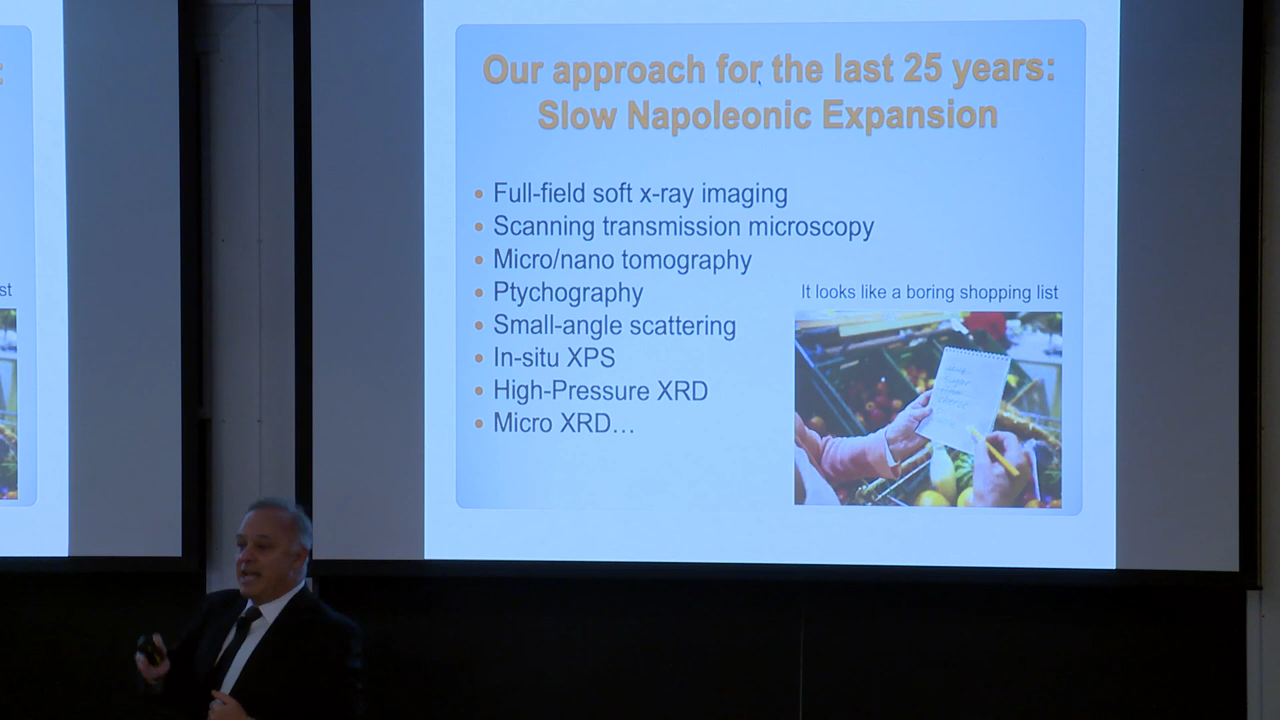 Our approach for the last 25 years:
Slow Napoleonic Expansion
• Full-field soft x-ray imaging
• Scanning transmission microscopy
• Micro/nano tomography
• Ptychography
• Small-angle scattering
• In-situ XPS
• High-Pressure XRD
• Micro XRD…
It looks like a boring shopping list
st